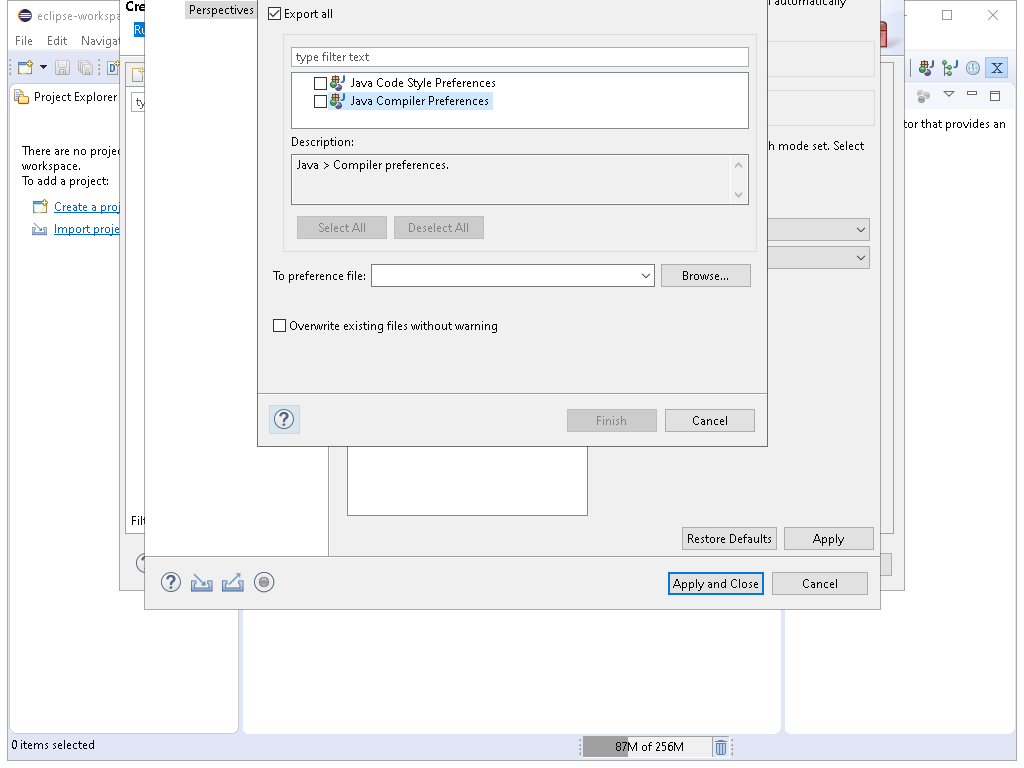 eclipse-workspa
File Edit Navigat
Project Explorer
There are no projec
workspace.
To add a project:
Create a proj
Import proje
0 items selected
Cre
Ru
ty
Filt
Perspectives
Export all
type filter text
Java Code Style Preferences
Java Compiler Preferences
Description:
Java > Compiler preferences.
Select All Deselect All
To preference file: Browse...
Overwrite existing files without warning
? Finish Cancel
l automatically
h mode set. Select
tor that provides an
Restore Defaults Apply
? Apply and Close Cancel
87M of 256M